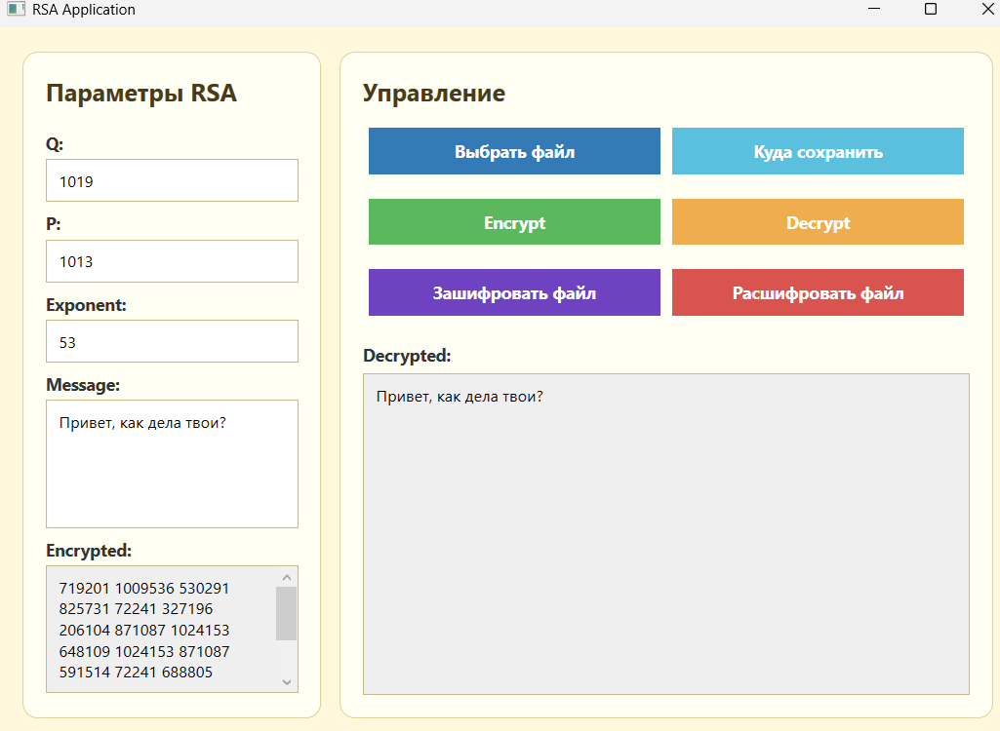 RSA Application
Параметры RSA
Q:
1019
P:
1013
Exponent:
53
Message:
Привет, как дела твои?
Encrypted:
719201 1009536 530291
825731 72241 327196
206104 871087 1024153
648109 1024153 871087
591514 72241 688805
Управление
Выбрать файл
Куда сохранить
Encrypt
Decrypt
Зашифровать файл
Расшифровать файл
Decrypted:
Привет, как дела твои?